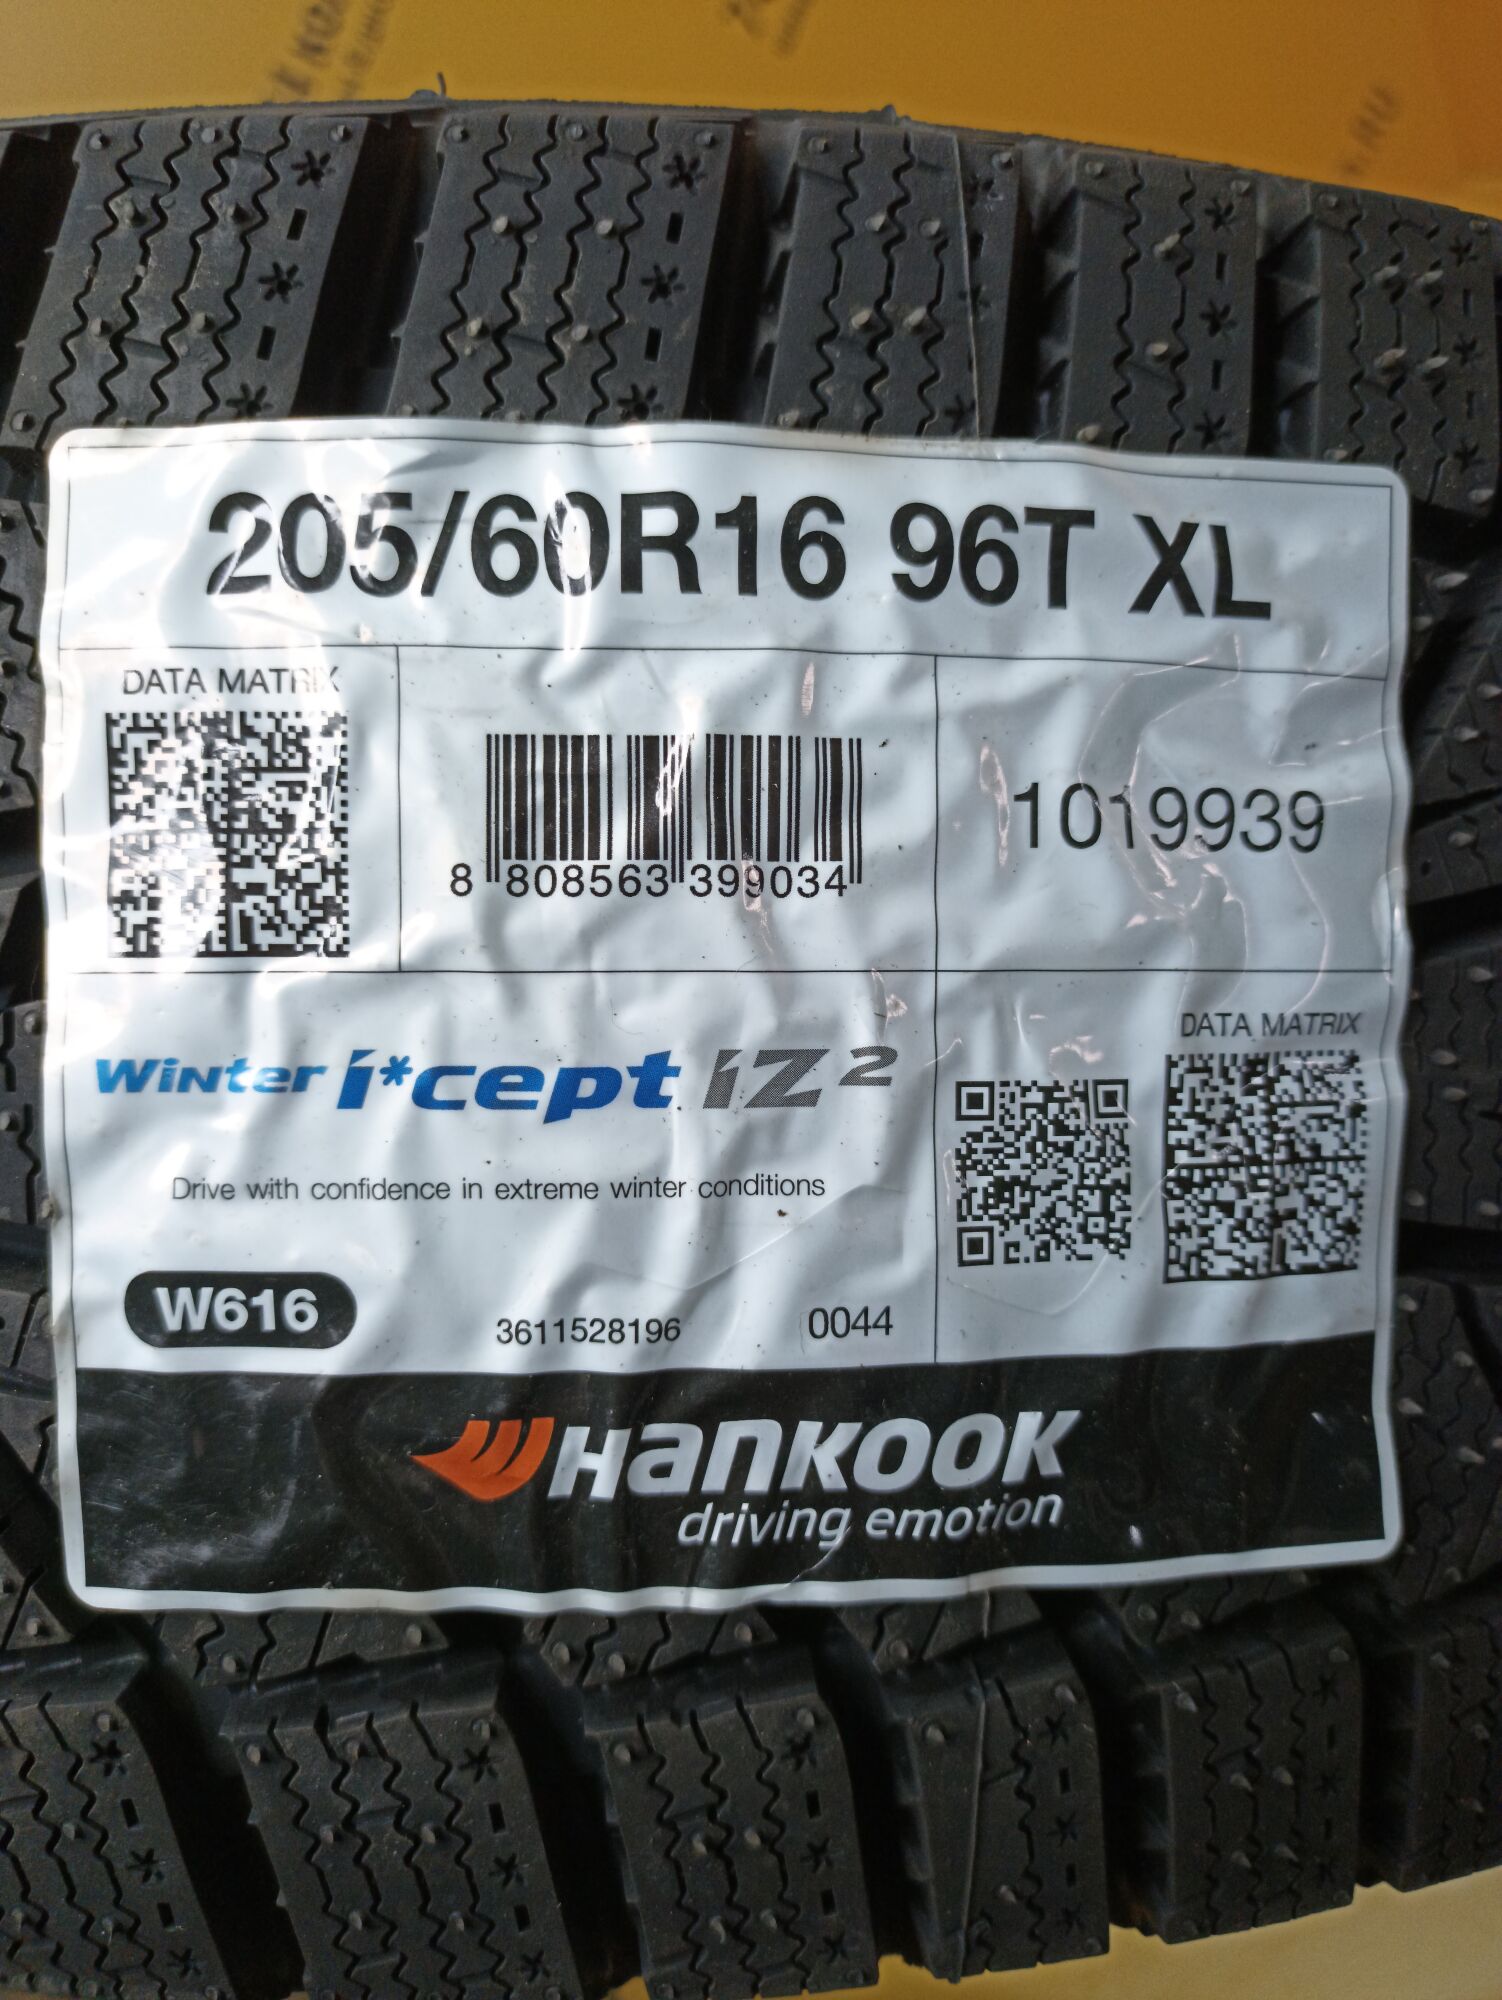 205/60R16 96T XL
DATA MATRIX
8 808563 399034
1019939
Winter i*cept iZ²
DATA MATRIX
Drive with confidence in extreme winter conditions
W616
3611528196
0044
Hankook
driving emotion